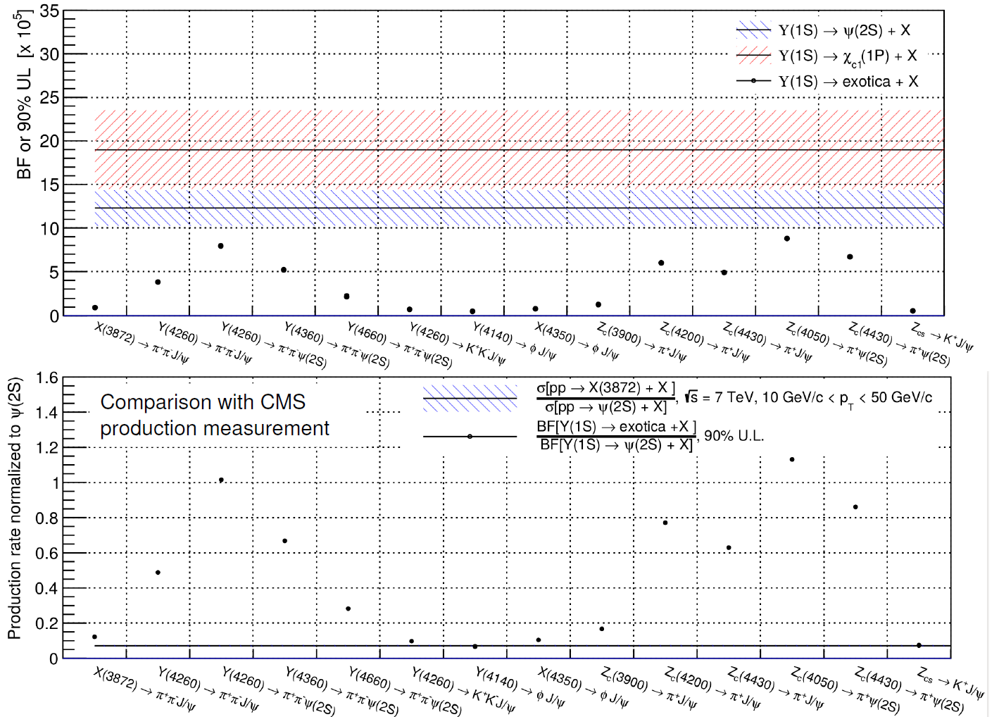 BF or 90% UL [x 10⁵]
35
30
25
20
15
10
5
0
Υ(1S) → ψ(2S) + X
Υ(1S) → χc1(1P) + X
Υ(1S) → exotica + X
X(3872) → π⁺π⁻J/ψ
Y(4260) → π⁺π⁻J/ψ
Y(4260) → π⁺π⁻ψ(2S)
Y(4360) → π⁺π⁻ψ(2S)
Y(4660) → π⁺π⁻ψ(2S)
Y(4260) → K⁺K⁻J/ψ
Y(4140) → ϕ J/ψ
X(4350) → ϕ J/ψ
Zc(3900) → π⁺J/ψ
Zc(4200) → π⁺J/ψ
Zc(4430) → π⁺J/ψ
Zc(4050) → π⁺ψ(2S)
Zc(4430) → π⁺ψ(2S)
Zcs → K⁺J/ψ
Production rate normalized to ψ(2S)
1.6
1.4
1.2
1
0.8
0.6
0.4
0.2
0
Comparison with CMS
production measurement
σ[pp → X(3872) + X ]
σ[pp → ψ(2S) + X]
, √s = 7 TeV, 10 GeV/c < pT < 50 GeV/c
BF[Υ(1S) → exotica +X ]
BF[Υ(1S) → ψ(2S) + X]
, 90% U.L.
X(3872) → π⁺π⁻J/ψ
Y(4260) → π⁺π⁻J/ψ
Y(4260) → π⁺π⁻ψ(2S)
Y(4360) → π⁺π⁻ψ(2S)
Y(4660) → π⁺π⁻ψ(2S)
Y(4260) → K⁺K⁻J/ψ
Y(4140) → ϕ J/ψ
X(4350) → ϕ J/ψ
Zc(3900) → π⁺J/ψ
Zc(4200) → π⁺J/ψ
Zc(4430) → π⁺J/ψ
Zc(4050) → π⁺ψ(2S)
Zc(4430) → π⁺ψ(2S)
Zcs → K⁺J/ψ